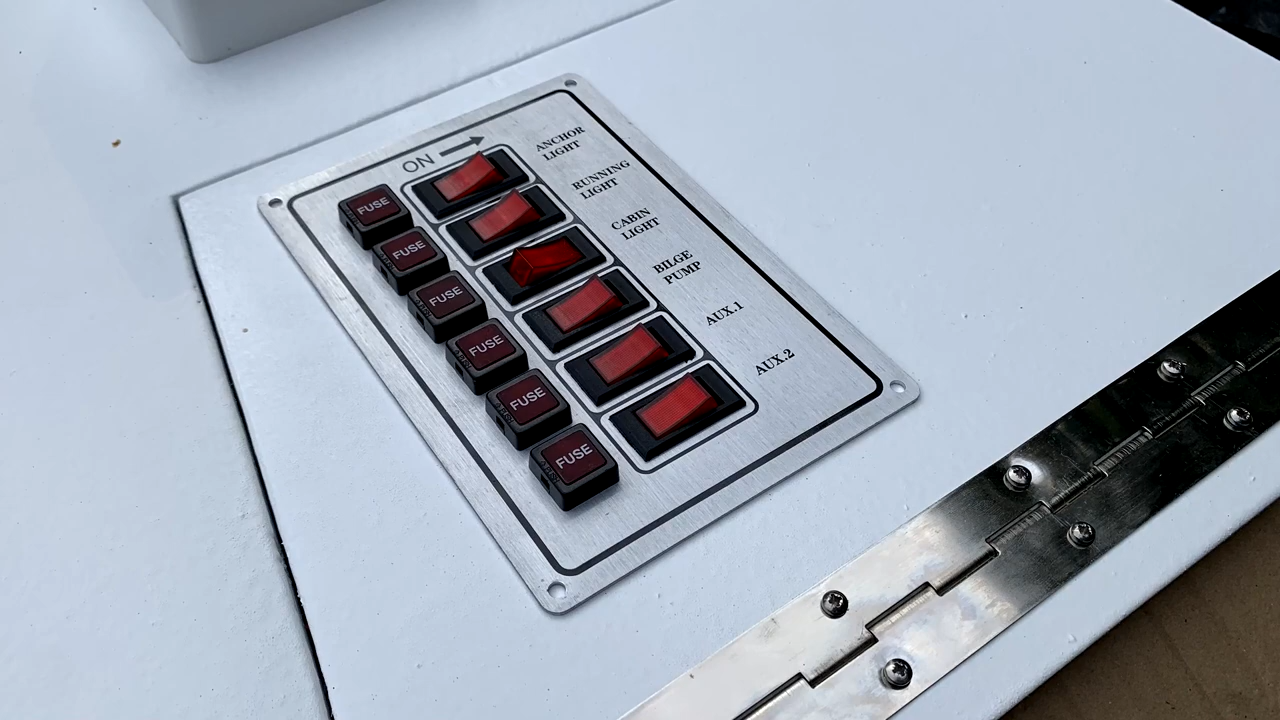 ON
ANCHOR
LIGHT
RUNNING
LIGHT
CABIN
LIGHT
BILGE
PUMP
AUX.1
AUX.2
FUSE
FUSE
FUSE
FUSE
FUSE
FUSE